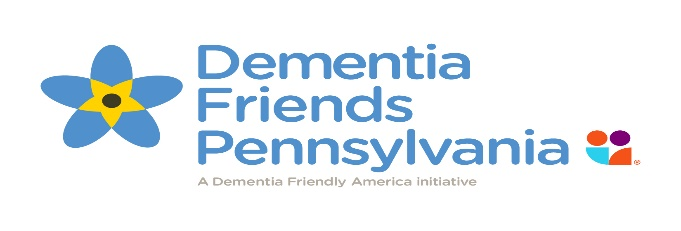 Dementia
Friends
Pennsylvania
A Dementia Friendly America initiative
®